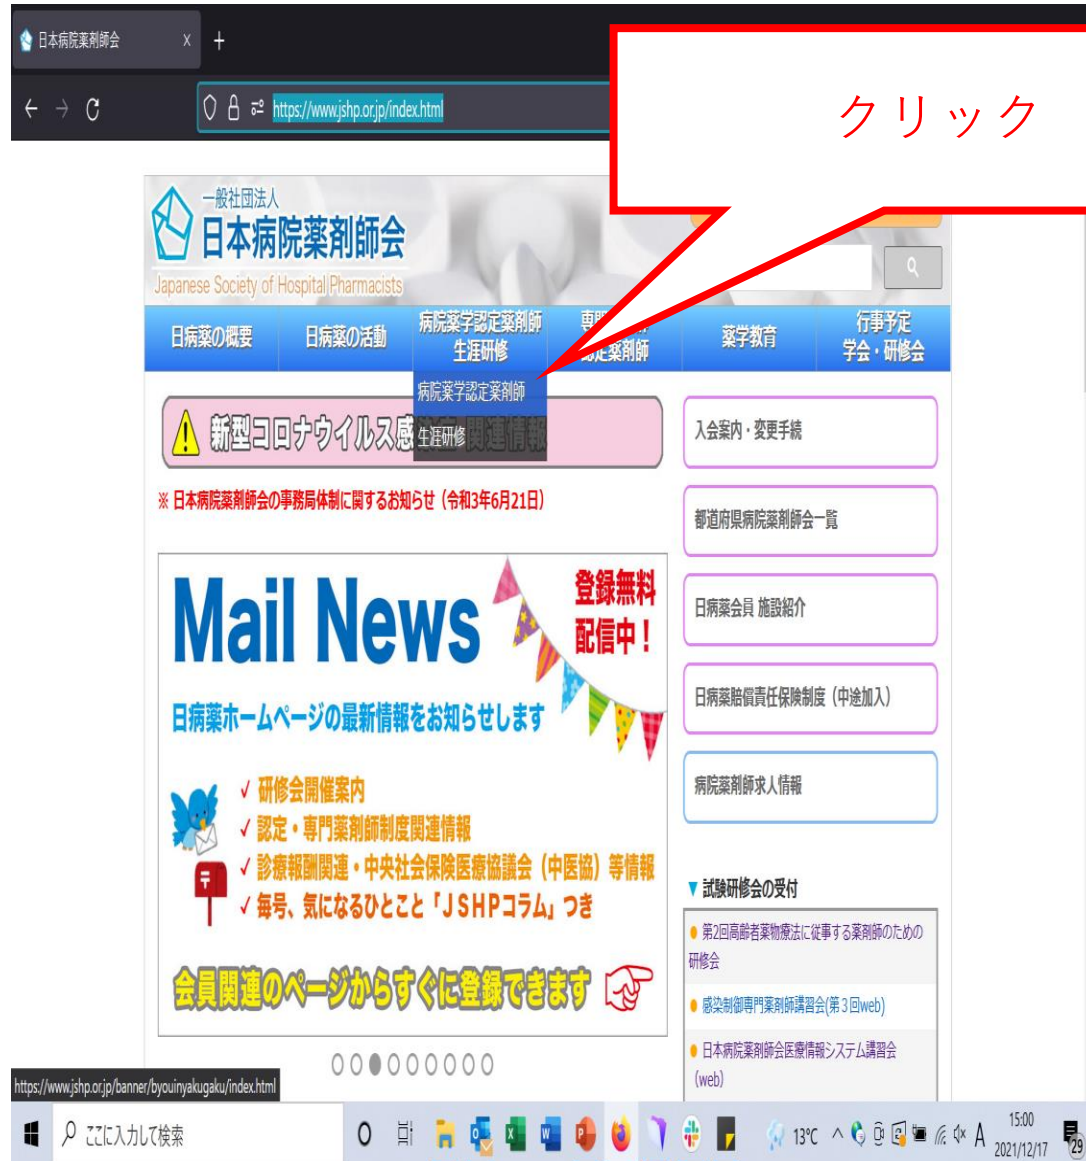 日本病院薬剤師会
https://www.jshp.or.jp/index.html
クリック
一般社団法人
日本病院薬剤師会
Japanese Society of Hospital Pharmacists
日病薬の概要
日病薬の活動
病院薬学認定薬剤師
生涯研修
認定薬剤師
薬学教育
行事予定
学会・研修会
病院薬学認定薬剤師
生涯研修
新型コロナウイルス感
関連情報
※ 日本病院薬剤師会の事務局体制に関するお知らせ（令和3年6月21日）
Mail News
登録無料
配信中！
日病薬ホームページの最新情報をお知らせします
✓ 研修会開催案内
✓ 認定・専門薬剤師制度関連情報
✓ 診療報酬関連・中央社会保険医療協議会（中医協）等情報
✓ 毎号、気になるひとこと「JSHPコラム」つき
会員関連のページからすぐに登録できます
入会案内・変更手続
都道府県病院薬剤師会一覧
日病薬会員 施設紹介
日病薬賠償責任保険制度（中途加入）
病院薬剤師求人情報
▼ 試験研修会の受付
● 第2回高齢者薬物療法に従事する薬剤師のための
研修会
● 感染制御専門薬剤師講習会(第３回web)
● 日本病院薬剤師会医療情報システム講習会
(web)
https://www.jshp.or.jp/banner/byouinyakugaku/index.html
ここに入力して検索
13℃
A
15:00
2021/12/17
29